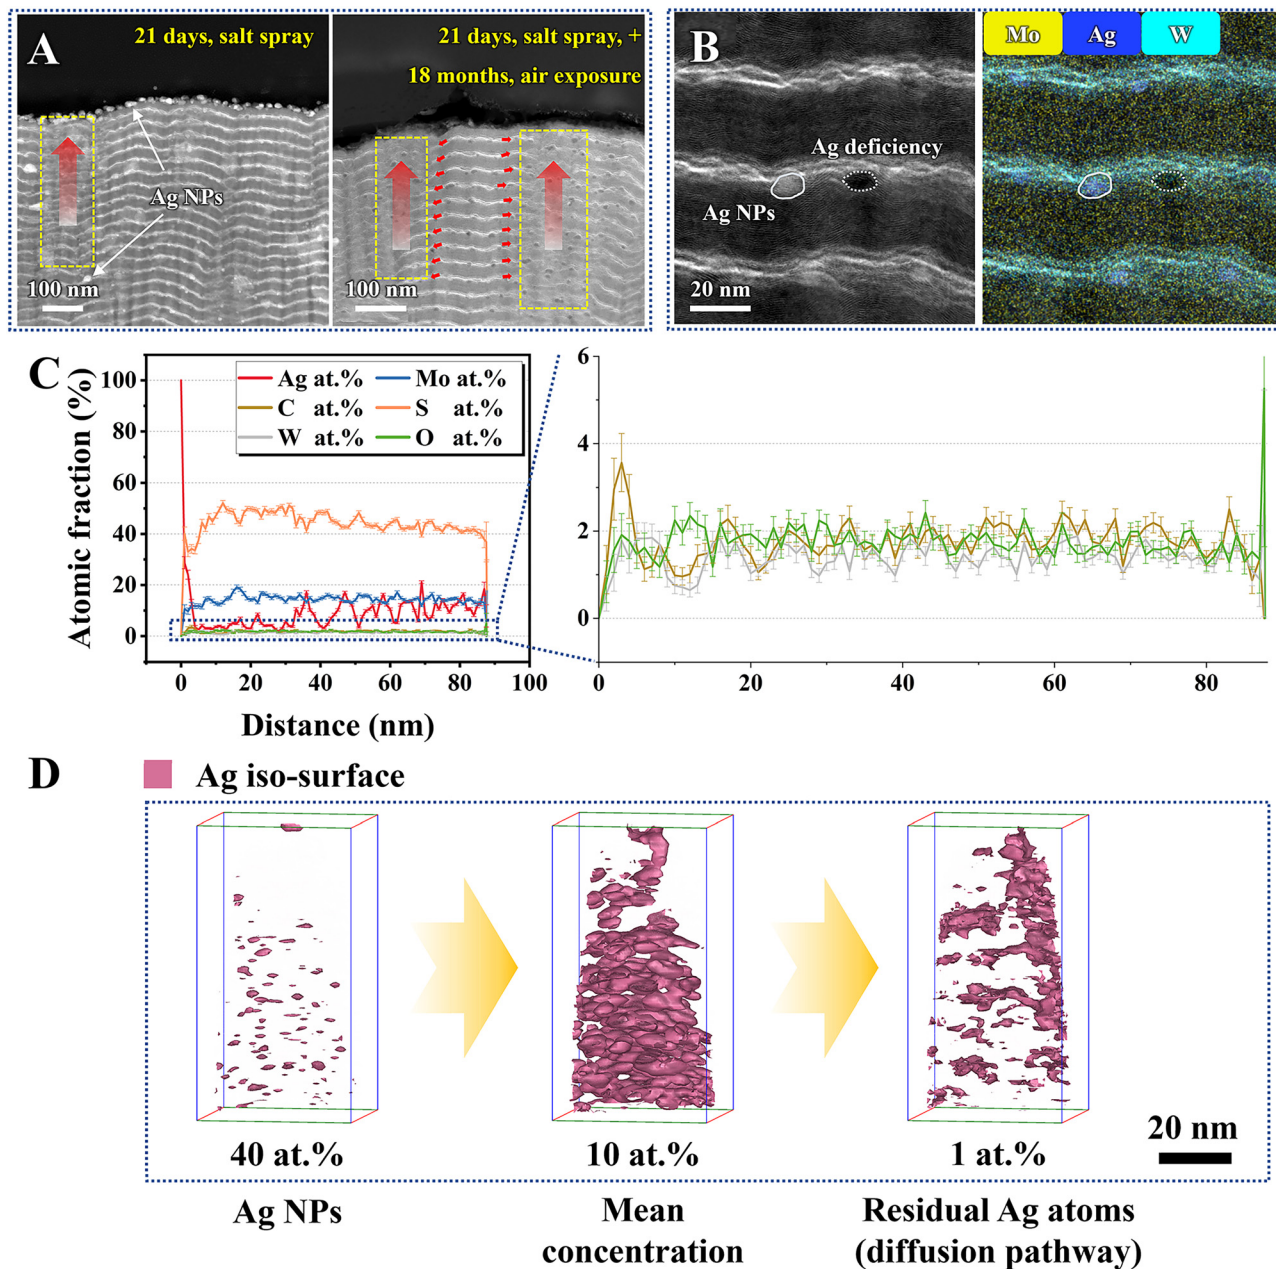 A
21 days, salt spray
Ag NPs
100 nm
21 days, salt spray, +
18 months, air exposure
100 nm
B
Ag deficiency
Ag NPs
20 nm
Mo Ag W
C
Atomic fraction (%)
100
80
60
40
20
0
Ag at.% Mo at.%
C at.% S at.%
W at.% O at.%
0 20 40 60 80 100
Distance (nm)
6
4
2
0
0 20 40 60 80
D
Ag iso-surface
40 at.% 10 at.% 1 at.%
20 nm
Ag NPs
Mean
concentration
Residual Ag atoms
(diffusion pathway)